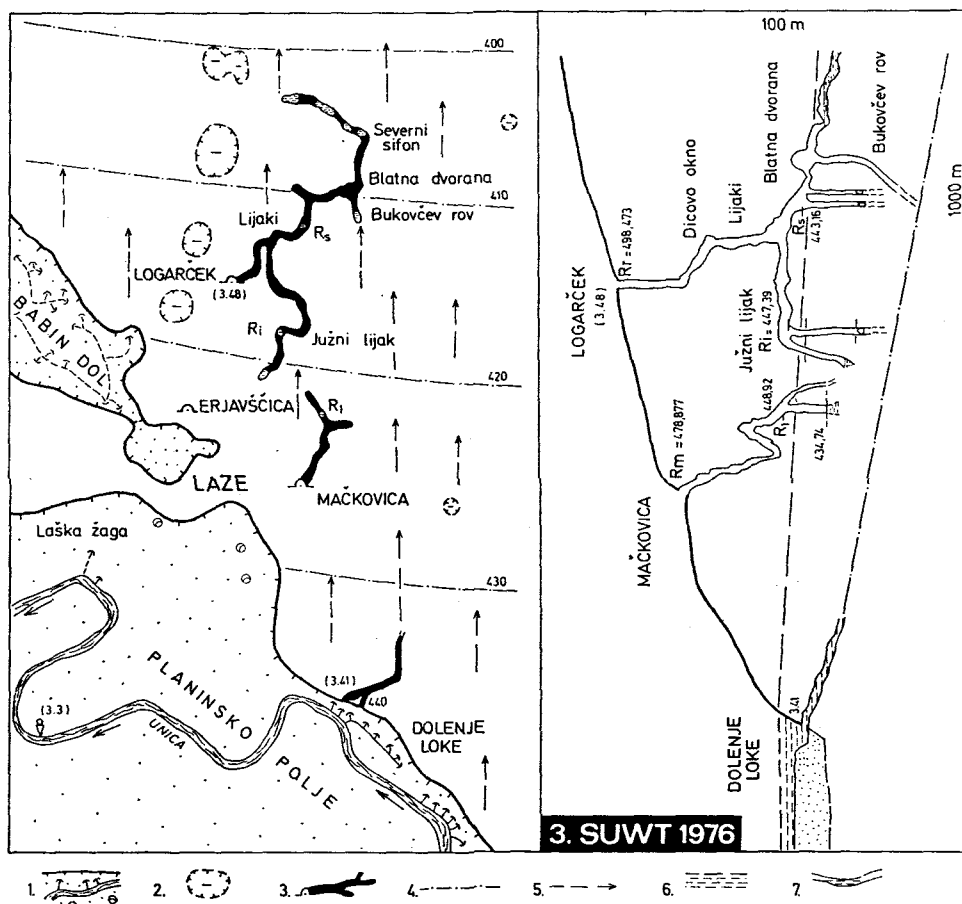 400
Severni
sifon
Blatna dvorana
410
Bukovčev rov
Lijaki
Rs
LOGARČEK
(3.48)
Ri
Južni lijak
BABIN DOL
420
ERJAVŠČICA
R1
LAZE
MAČKOVICA
Laška žaga
430
PLANINSKO
POLJE
(3.3)
UNICA
(3.41)
440
DOLENJE
LOKE
100 m
1000 m
Bukovčev rov
Blatna dvorana
Lijaki
Dicovo okno
Rs
443,16
Rl = 498,473
LOGARČEK
(3.48)
Južni lijak
Ri = 447,39
448,92
R1
434,74
Rm = 478,877
MAČKOVICA
3.41
DOLENJE
LOKE
3. SUWT 1976
1.
2.
3.
4.
5.
6.
7.